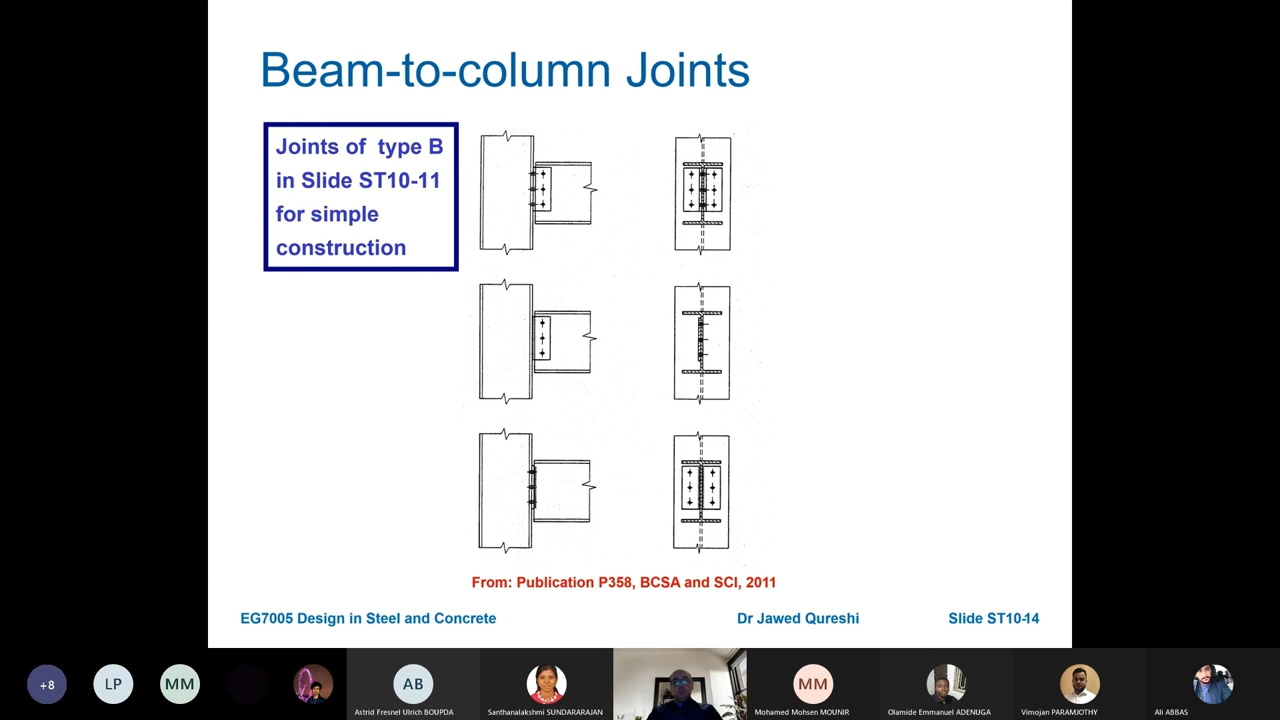 Beam-to-column Joints
Joints of type B
in Slide ST10-11
for simple
construction
From: Publication P358, BCSA and SCI, 2011
EG7005 Design in Steel and Concrete
Dr Jawed Qureshi
Slide ST10-14
+8
LP
MM
AB
MM
Astrid Fresnel Ulrich BOUPDA
Santhanalakshmi SUNDARARAJAN
Mohamed Mohsen MOUNIR
Olamide Emmanuel ADENUGA
Vimojan PARAMJOTHY
Ali ABBAS